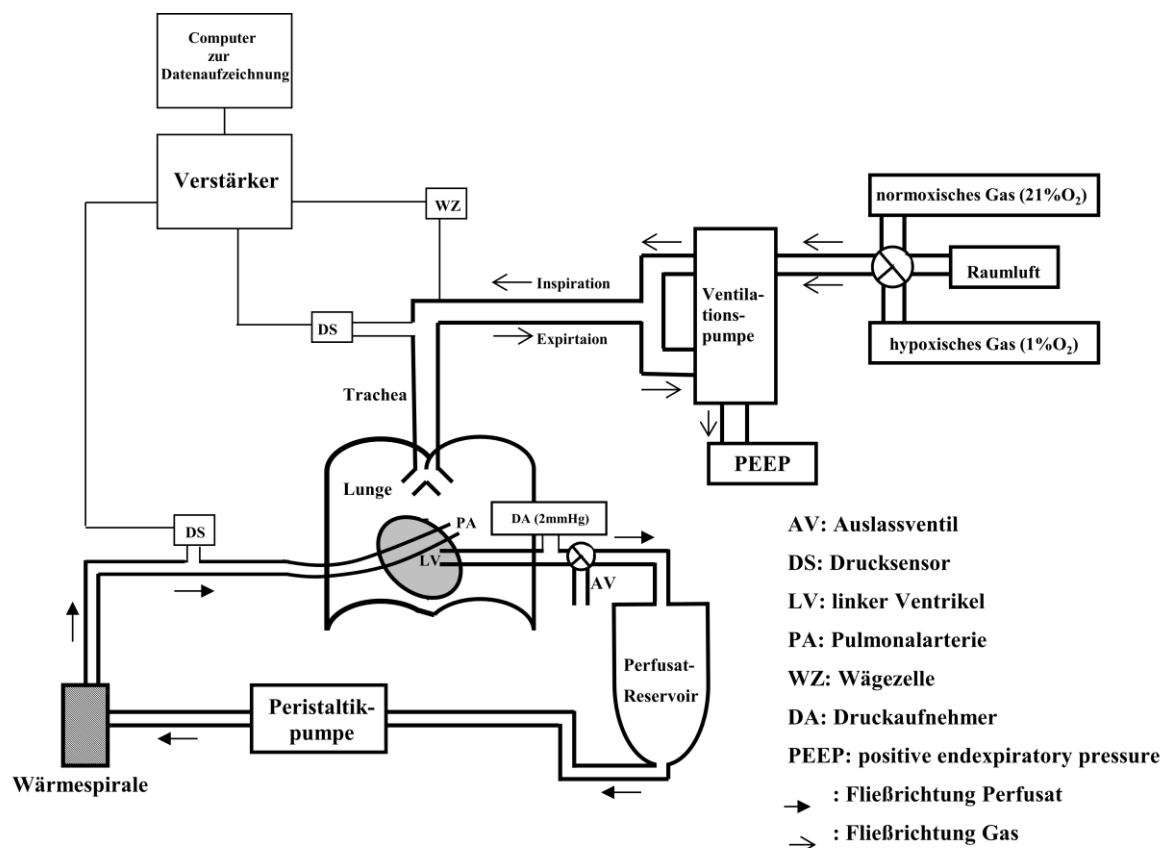 Computer
zur
Datenaufzeichnung
Verstärker
WZ
normoxisches Gas (21%O₂)
Raumluft
hypoxisches Gas (1%O₂)
Ventila-
tions-
pumpe
Inspiration
Expirtaion
DS
Trachea
PEEP
Lunge
DA (2mmHg)
PA
LV
AV
DS
Perfusat-
Reservoir
Peristaltik-
pumpe
Wärmespirale
AV: Auslassventil
DS: Drucksensor
LV: linker Ventrikel
PA: Pulmonalarterie
WZ: Wägezelle
DA: Druckaufnehmer
PEEP: positive endexpiratory pressure
: Fließrichtung Perfusat
: Fließrichtung Gas